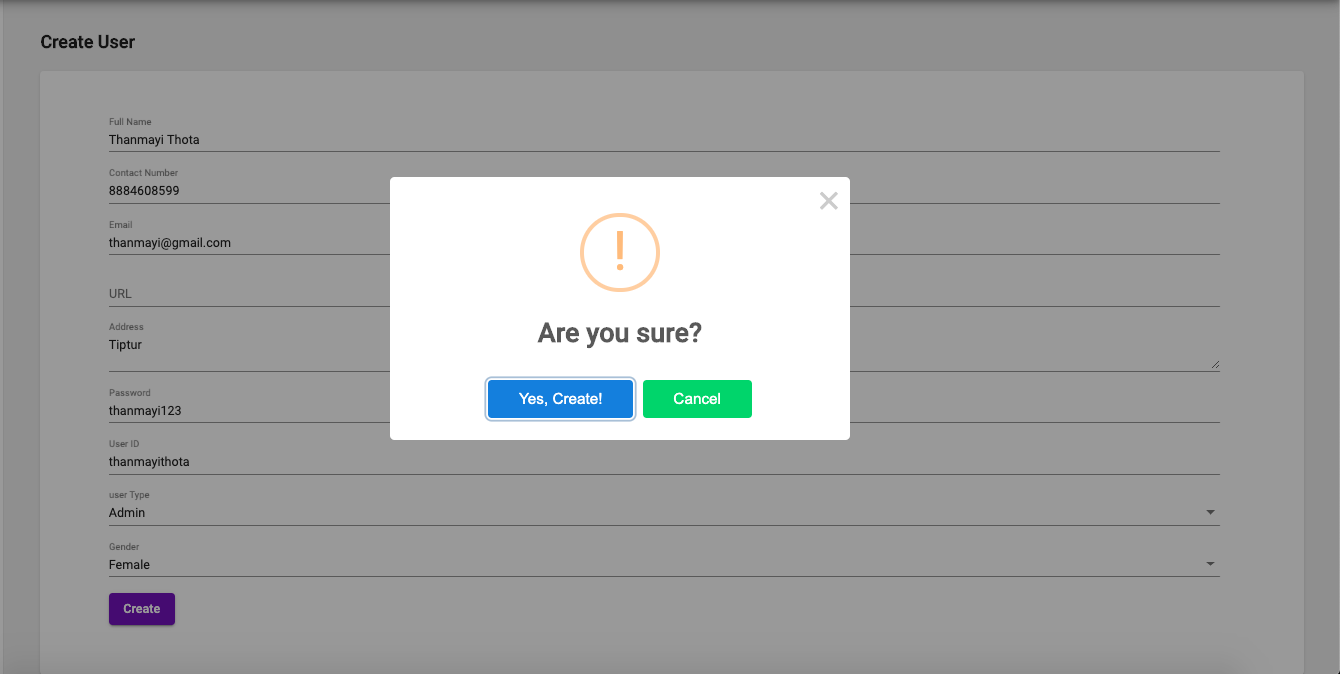 Create User
Full Name
Thanmayi Thota
Contact Number
8884608599
Email
thanmayi@gmail.com
URL
Address
Tiptur
Password
thanmayi123
User ID
thanmayithota
user Type
Admin
Gender
Female
Create
!
Are you sure?
Yes, Create! Cancel